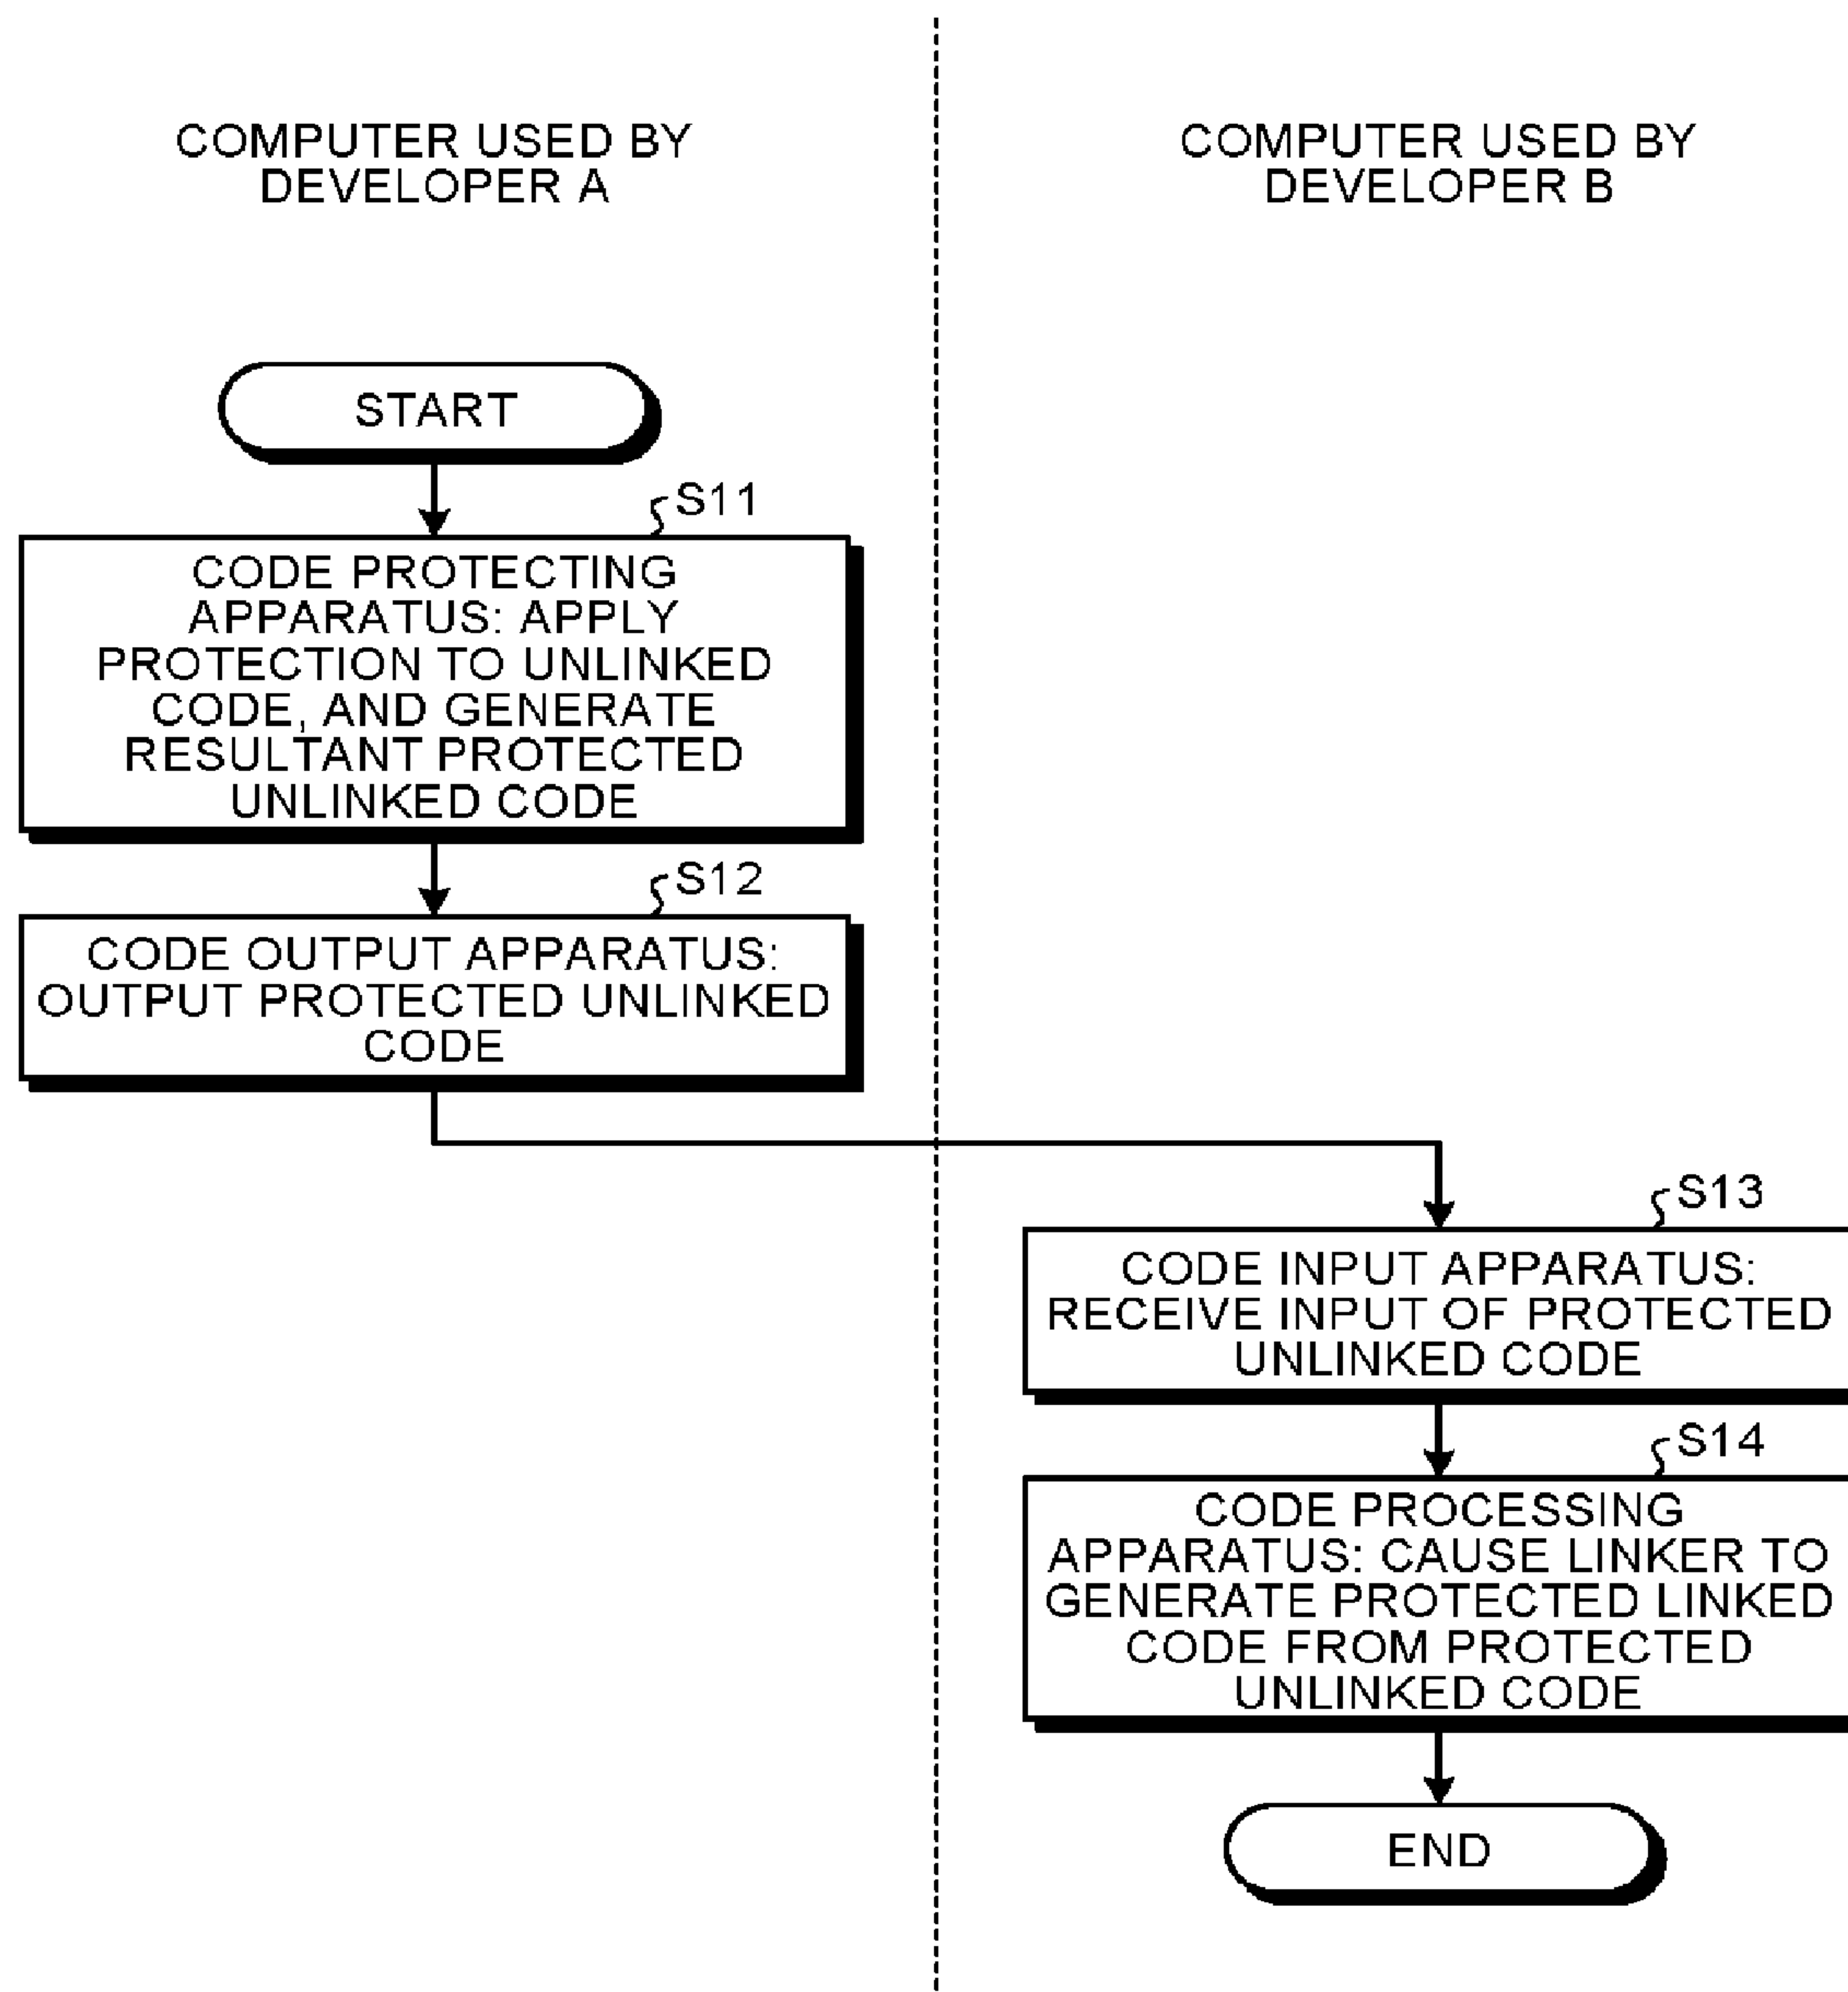 COMPUTER USED BY
DEVELOPER A
COMPUTER USED BY
DEVELOPER B
START
S11
CODE PROTECTING
APPARATUS: APPLY
PROTECTION TO UNLINKED
CODE, AND GENERATE
RESULTANT PROTECTED
UNLINKED CODE
S12
CODE OUTPUT APPARATUS:
OUTPUT PROTECTED UNLINKED
CODE
S13
CODE INPUT APPARATUS:
RECEIVE INPUT OF PROTECTED
UNLINKED CODE
S14
CODE PROCESSING
APPARATUS: CAUSE LINKER TO
GENERATE PROTECTED LINKED
CODE FROM PROTECTED
UNLINKED CODE
END